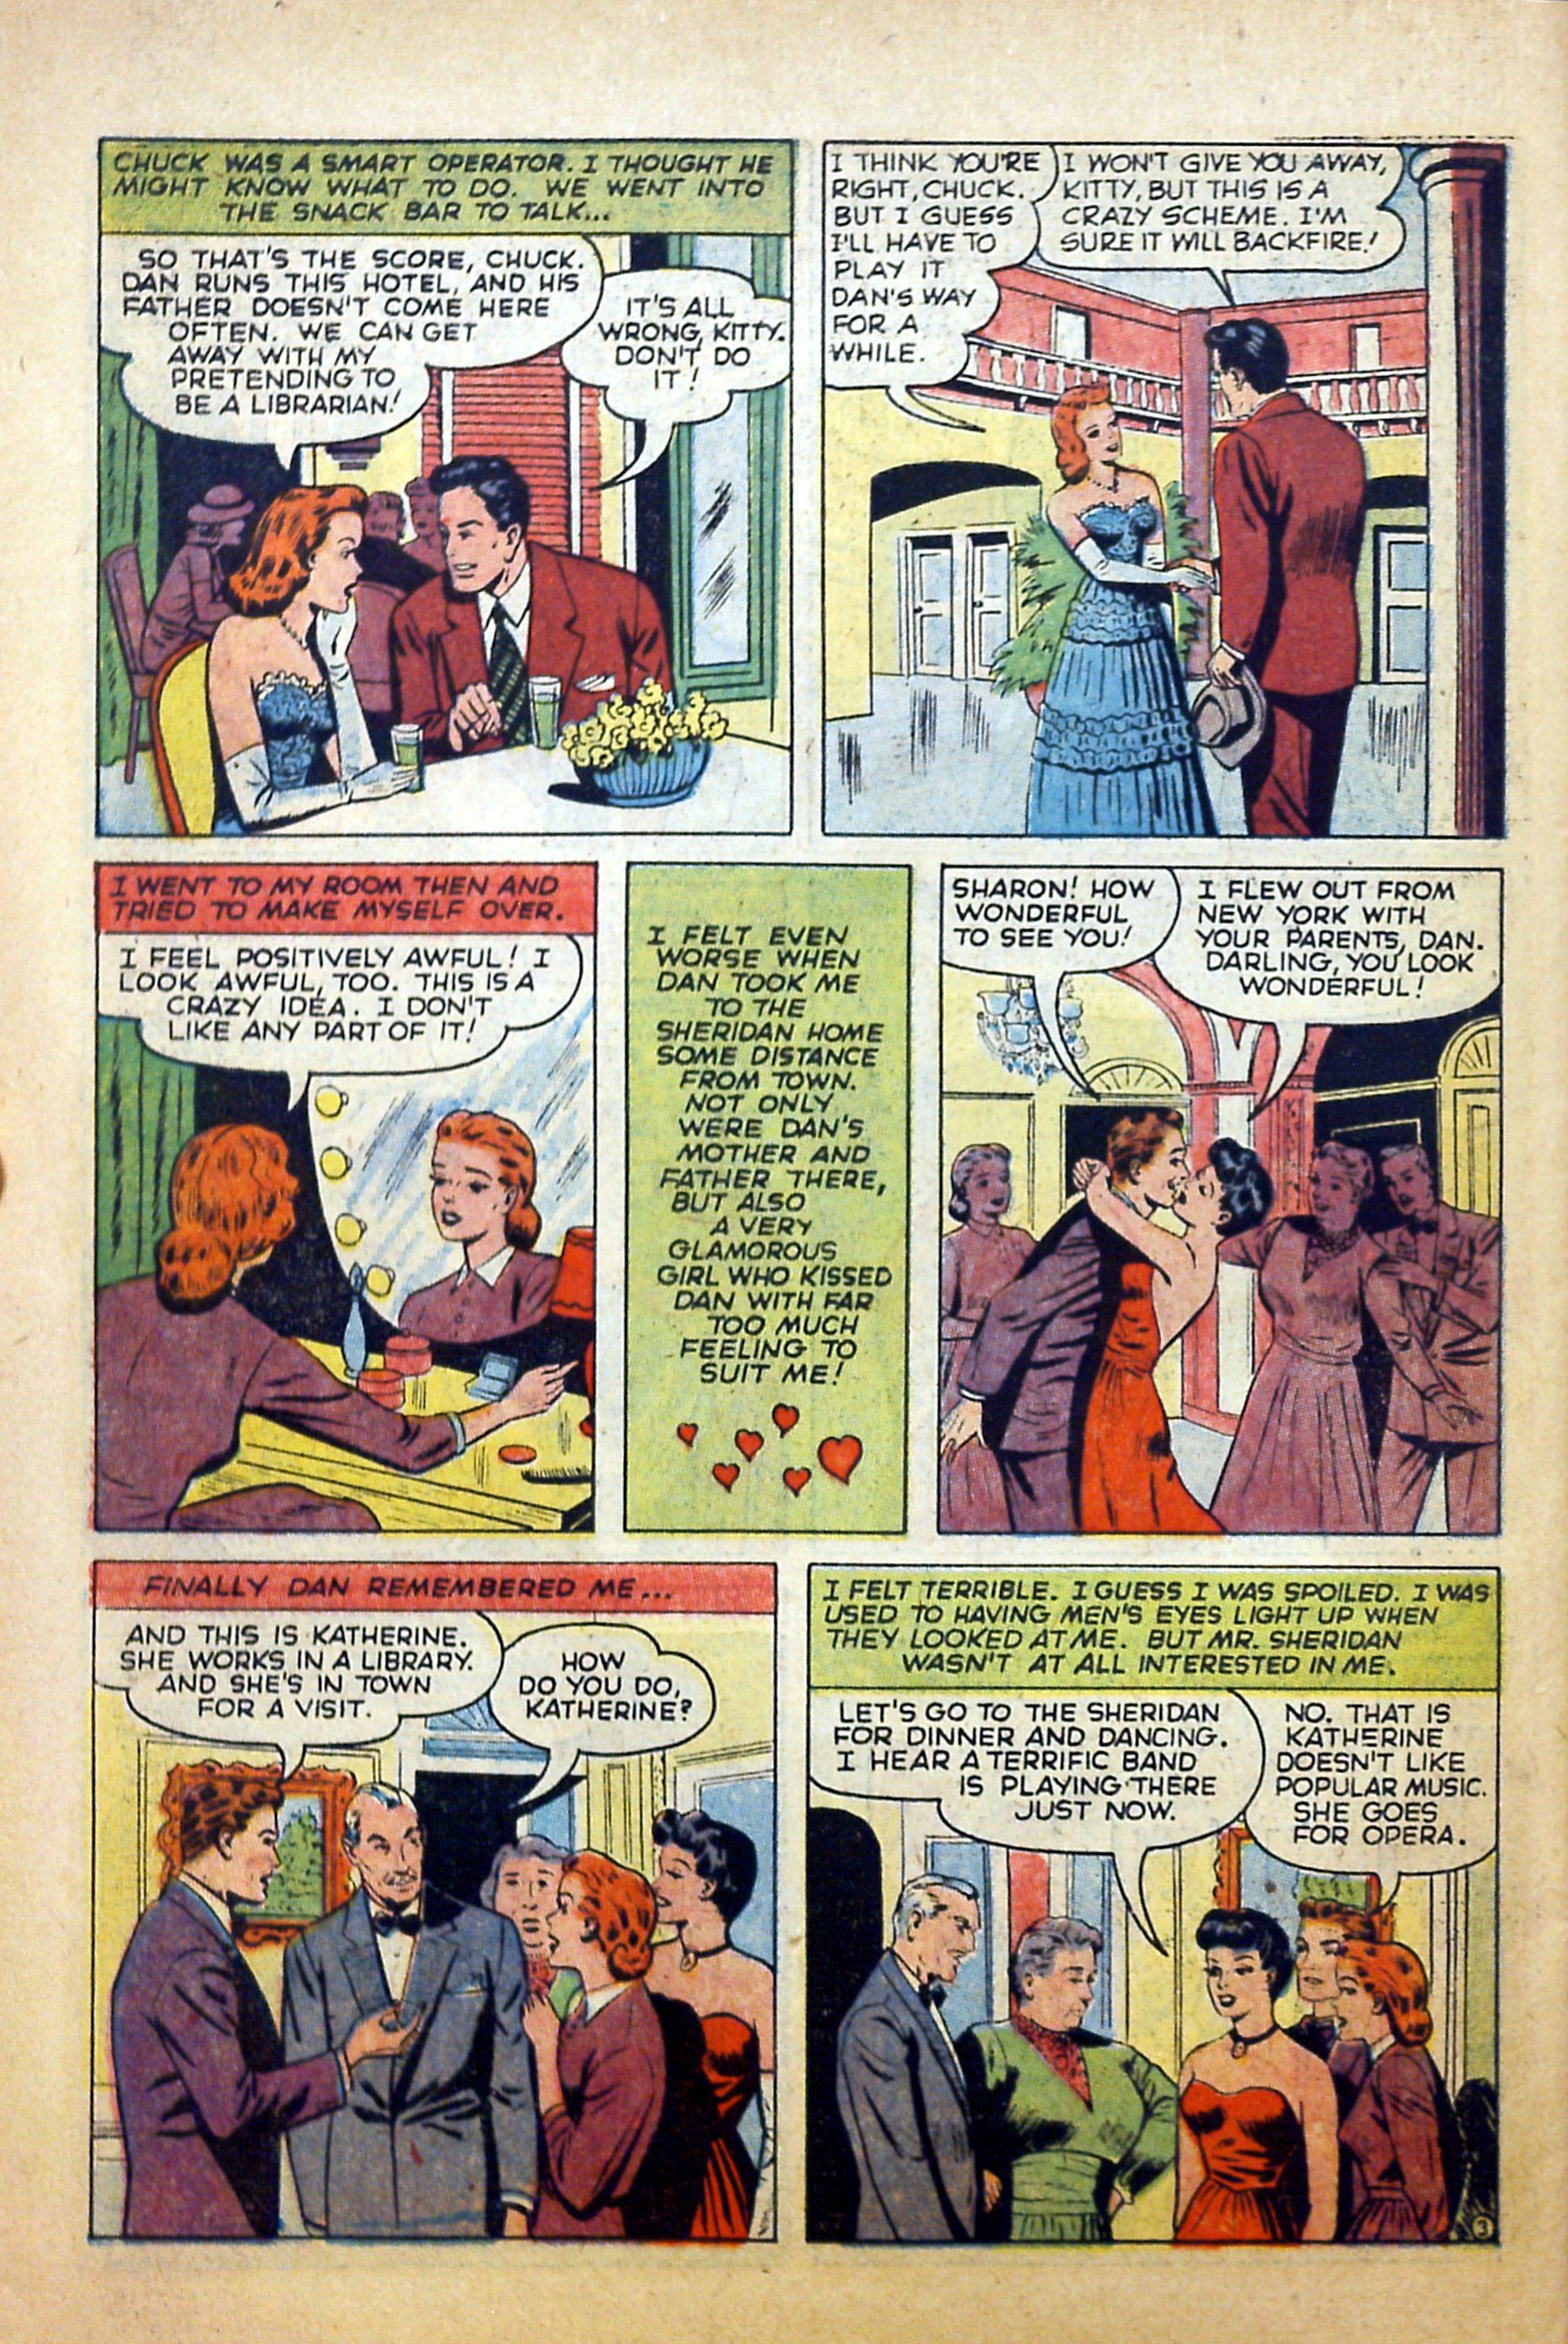 CHUCK WAS A SMART OPERATOR. I THOUGHT HE
MIGHT KNOW WHAT TO DO. WE WENT INTO
THE SNACK BAR TO TALK...
SO THAT'S THE SCORE, CHUCK.
DAN RUNS THIS HOTEL, AND HIS
FATHER DOESN'T COME HERE
OFTEN. WE CAN GET
AWAY WITH MY
PRETENDING TO
BE A LIBRARIAN!
IT'S ALL
WRONG, KITTY.
DON'T DO
IT!
I THINK YOU'RE
RIGHT, CHUCK.
BUT I GUESS
I'LL HAVE TO
PLAY IT
DAN'S WAY
FOR A
WHILE.
I WON'T GIVE YOU AWAY,
KITTY, BUT THIS IS A
CRAZY SCHEME. I'M
SURE IT WILL BACKFIRE!
I WENT TO MY ROOM THEN AND
TRIED TO MAKE MYSELF OVER.
I FEEL POSITIVELY AWFUL! I
LOOK AWFUL, TOO. THIS IS A
CRAZY IDEA. I DON'T
LIKE ANY PART OF IT!
I FELT EVEN
WORSE WHEN
DAN TOOK ME
TO THE
SHERIDAN HOME
SOME DISTANCE
FROM TOWN.
NOT ONLY
WERE DAN'S
MOTHER AND
FATHER THERE,
BUT ALSO
A VERY
GLAMOROUS
GIRL WHO KISSED
DAN WITH FAR
TOO MUCH
FEELING TO
SUIT ME!
SHARON! HOW
WONDERFUL
TO SEE YOU!
I FLEW OUT FROM
NEW YORK WITH
YOUR PARENTS, DAN.
DARLING, YOU LOOK
WONDERFUL!
FINALLY DAN REMEMBERED ME...
AND THIS IS KATHERINE.
SHE WORKS IN A LIBRARY.
AND SHE'S IN TOWN
FOR A VISIT.
HOW
DO YOU DO,
KATHERINE?
I FELT TERRIBLE. I GUESS I WAS SPOILED. I WAS
USED TO HAVING MEN'S EYES LIGHT UP WHEN
THEY LOOKED AT ME. BUT MR. SHERIDAN
WASN'T AT ALL INTERESTED IN ME.
LET'S GO TO THE SHERIDAN
FOR DINNER AND DANCING.
I HEAR A TERRIFIC BAND
IS PLAYING THERE
JUST NOW.
NO. THAT IS
KATHERINE
DOESN'T LIKE
POPULAR MUSIC.
SHE GOES
FOR OPERA.
3